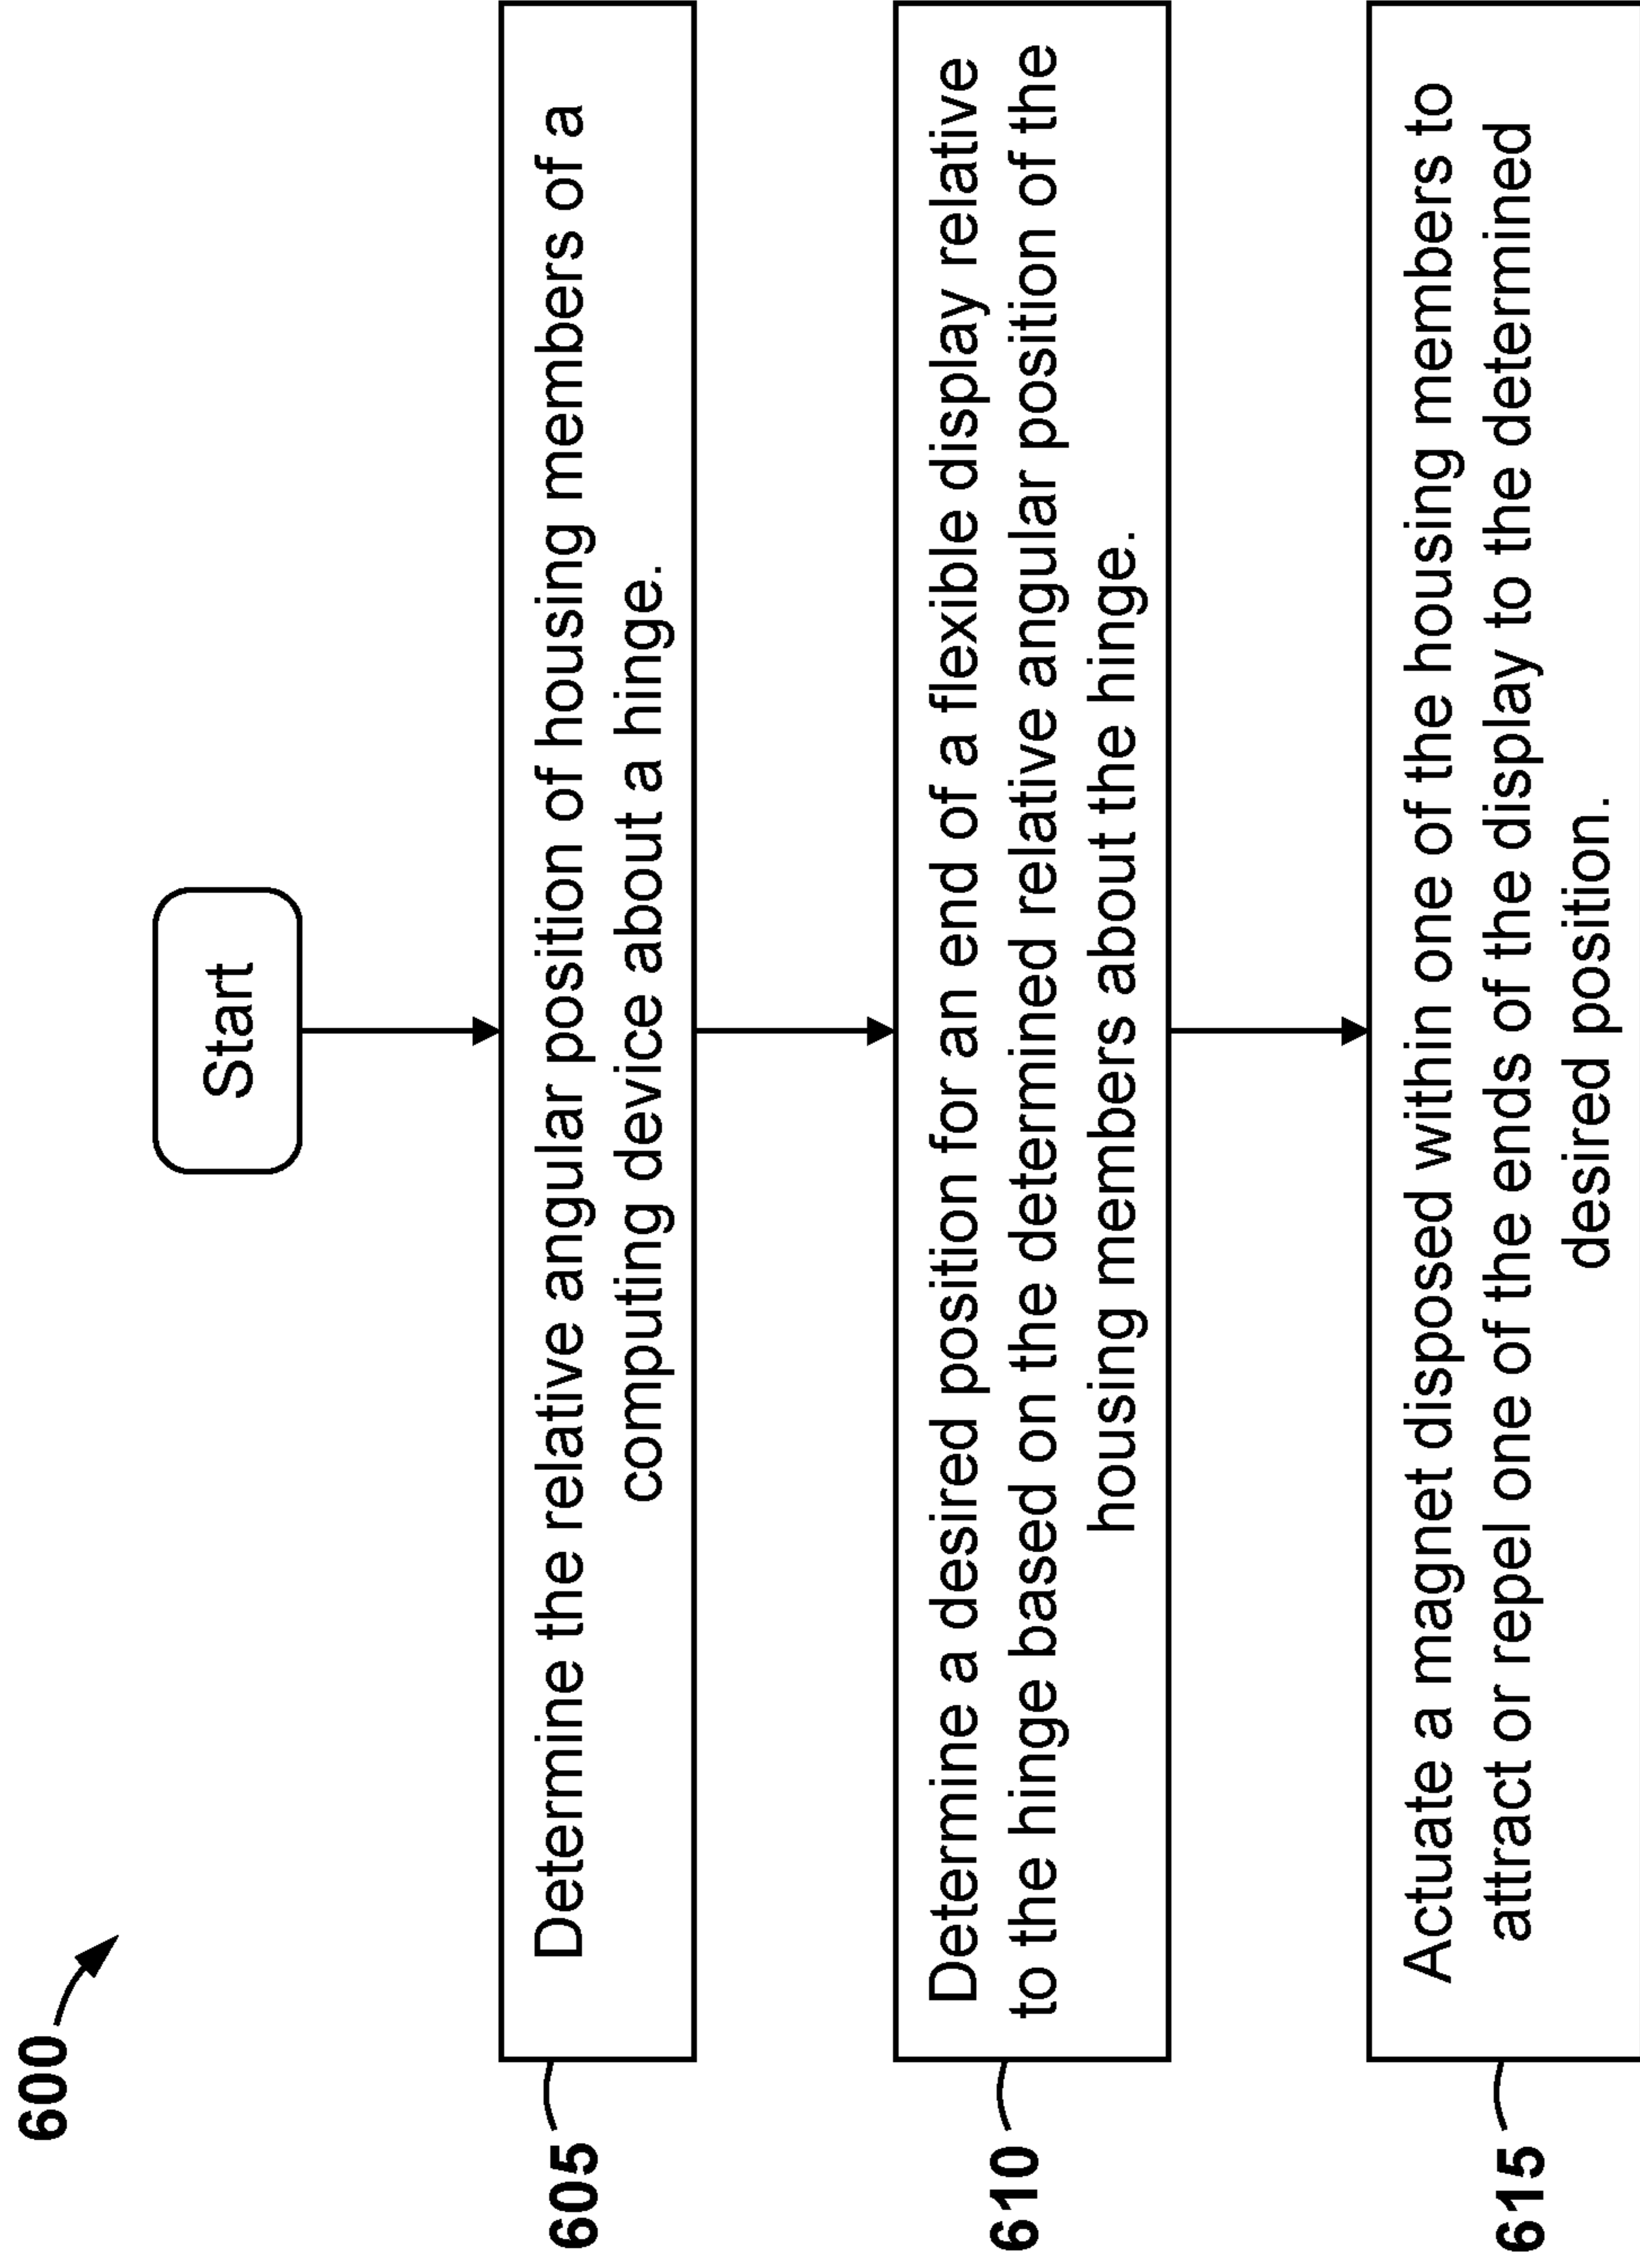 600
Start
605
Determine the relative angular position of housing members of a
computing device about a hinge.
610
Determine a desired position for an end of a flexible display relative
to the hinge based on the determined relative angular position of the
housing members about the hinge.
615
Actuate a magnet disposed within one of the housing members to
attract or repel one of the ends of the display to the determined
desired position.